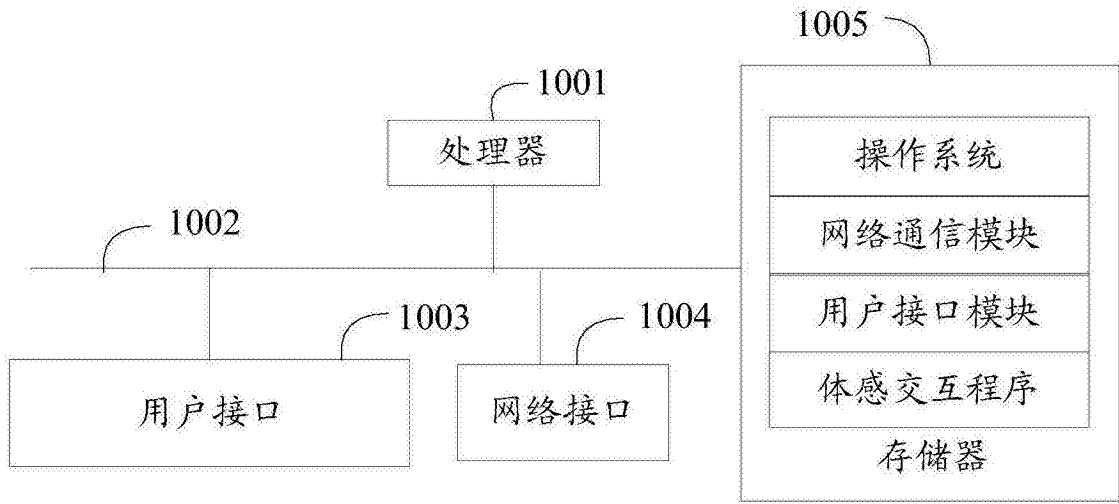 1005
1001
处理器
操作系统
1002
网络通信模块
1003
1004
用户接口模块
用户接口
网络接口
体感交互程序
存储器